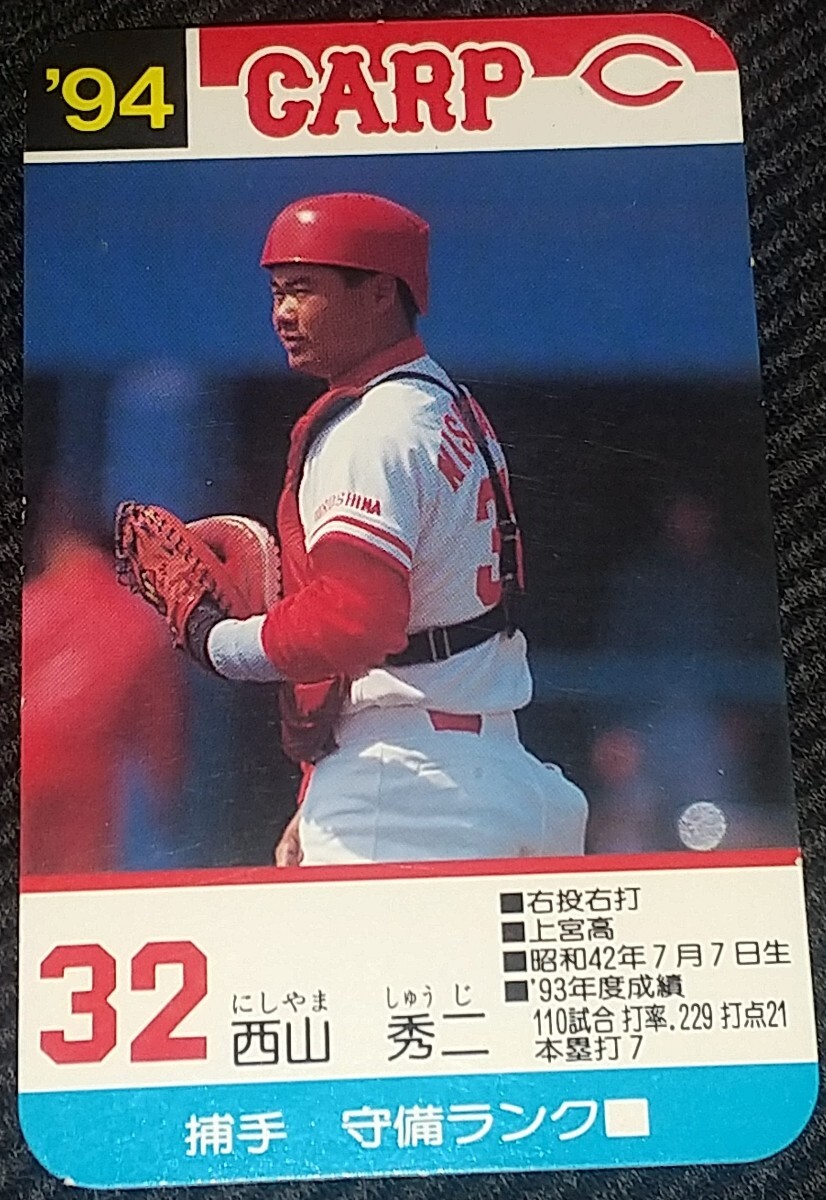 '94
CARP
C
HIROSHIMA
32
にしやま しゅうじ
西山 秀二
■右投右打
■上宮高
■昭和42年7月7日生
■'93年度成績
110試合 打率.229 打点21
本塁打7
捕手 守備ランク■